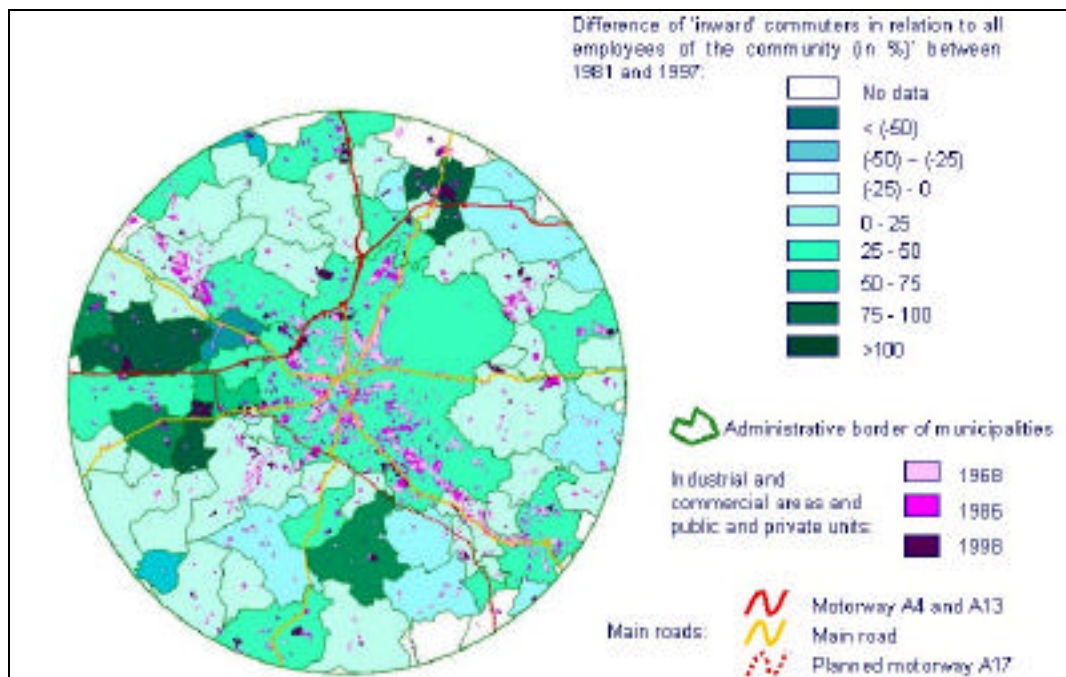 Difference of 'inward' commuters in relation to all
employees of the community (in %)' between
1981 and 1997:
No data
< (-50)
(-50) – (-25)
(-25) - 0
0 - 25
25 - 50
50 - 75
75 - 100
>100
Administrative border of municipalities
Industrial and
commercial areas and
public and private units:
1968
1986
1998
Main roads:
Motorway A4 and A13
Main road
Planned motorway A17